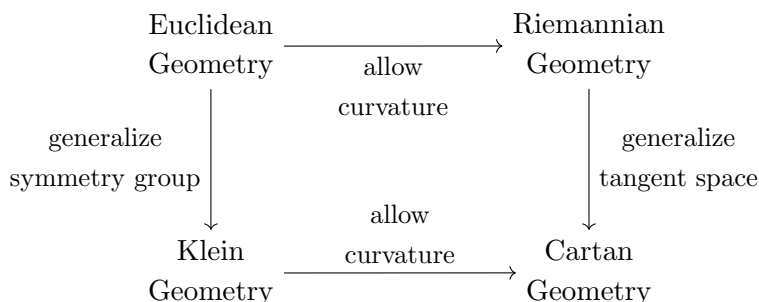 Euclidean
Geometry
Riemannian
Geometry
allow
curvature
generalize
symmetry group
generalize
tangent space
allow
curvature
Klein
Geometry
Cartan
Geometry